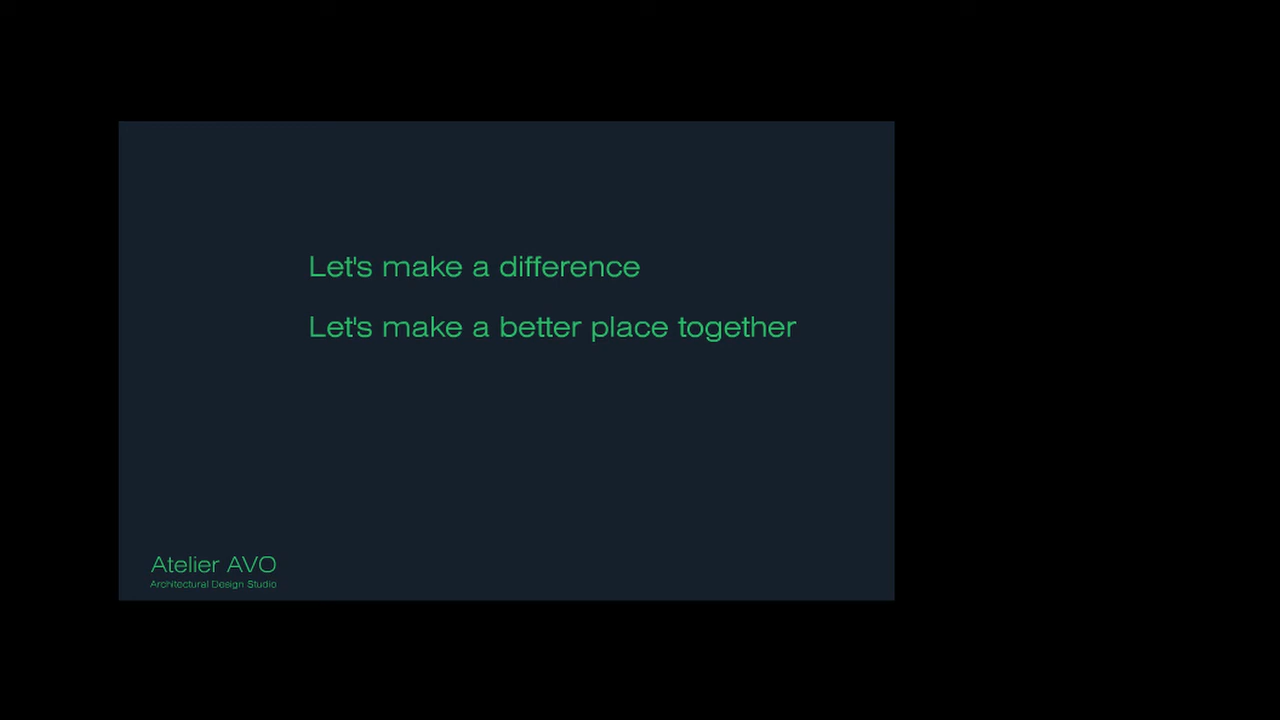 Let's make a difference
Let's make a better place together
Atelier AVO
Architectural Design Studio